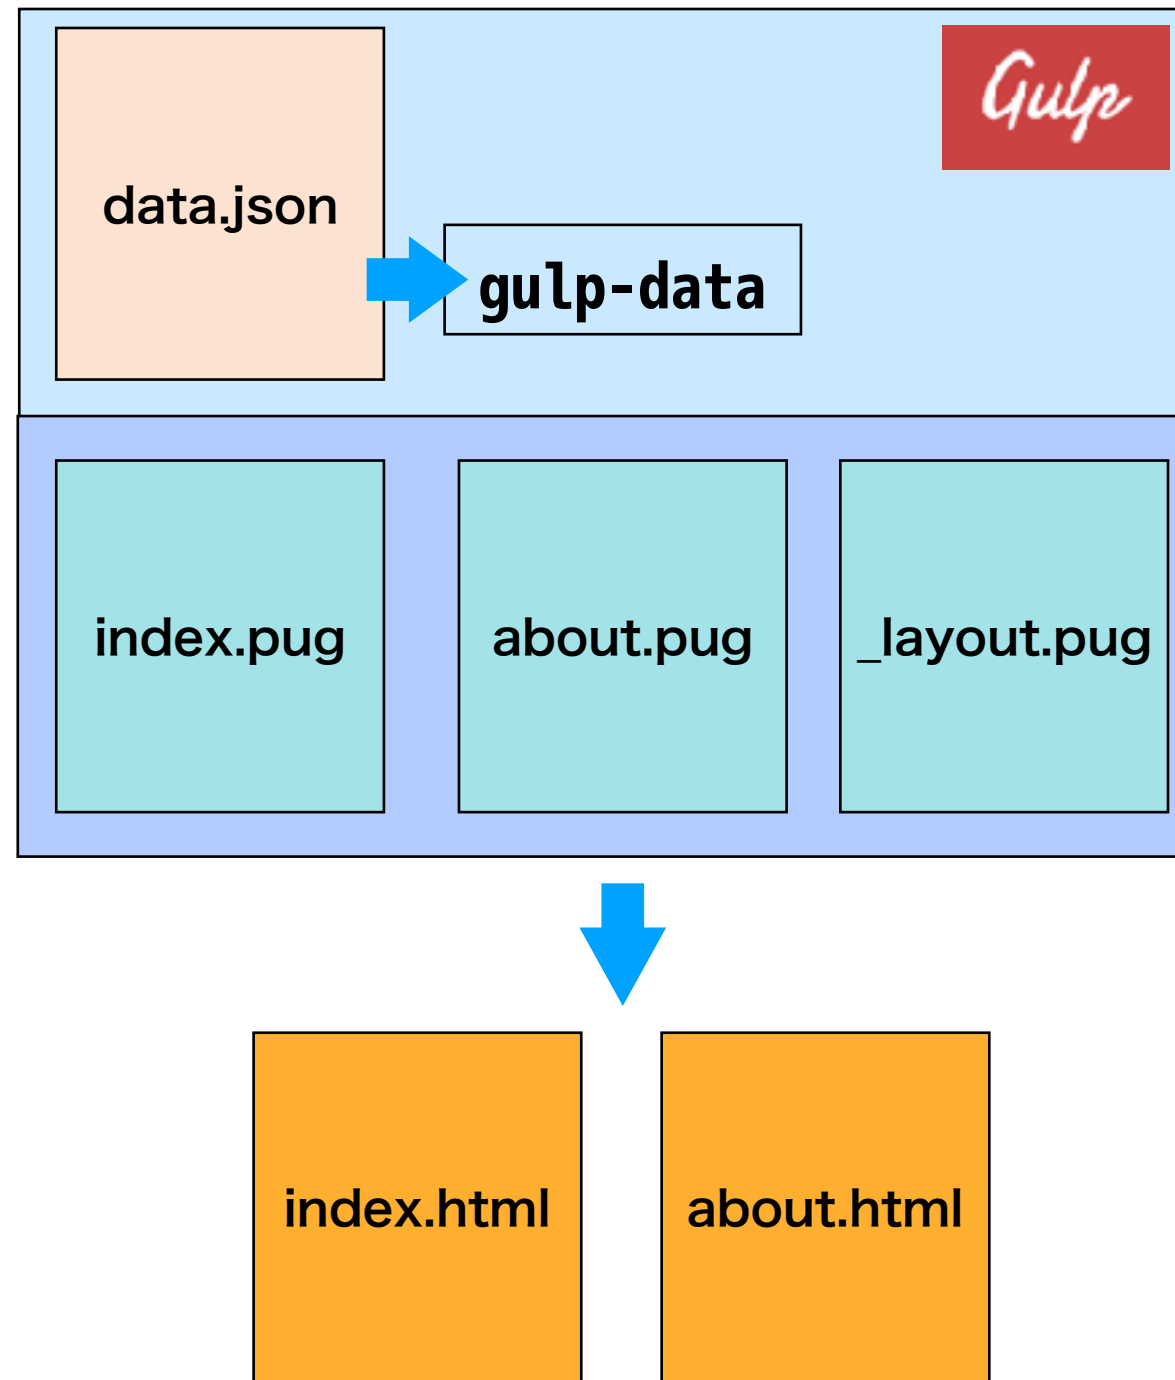 Gulp
data.json
gulp-data
index.pug
about.pug
_layout.pug
index.html
about.html